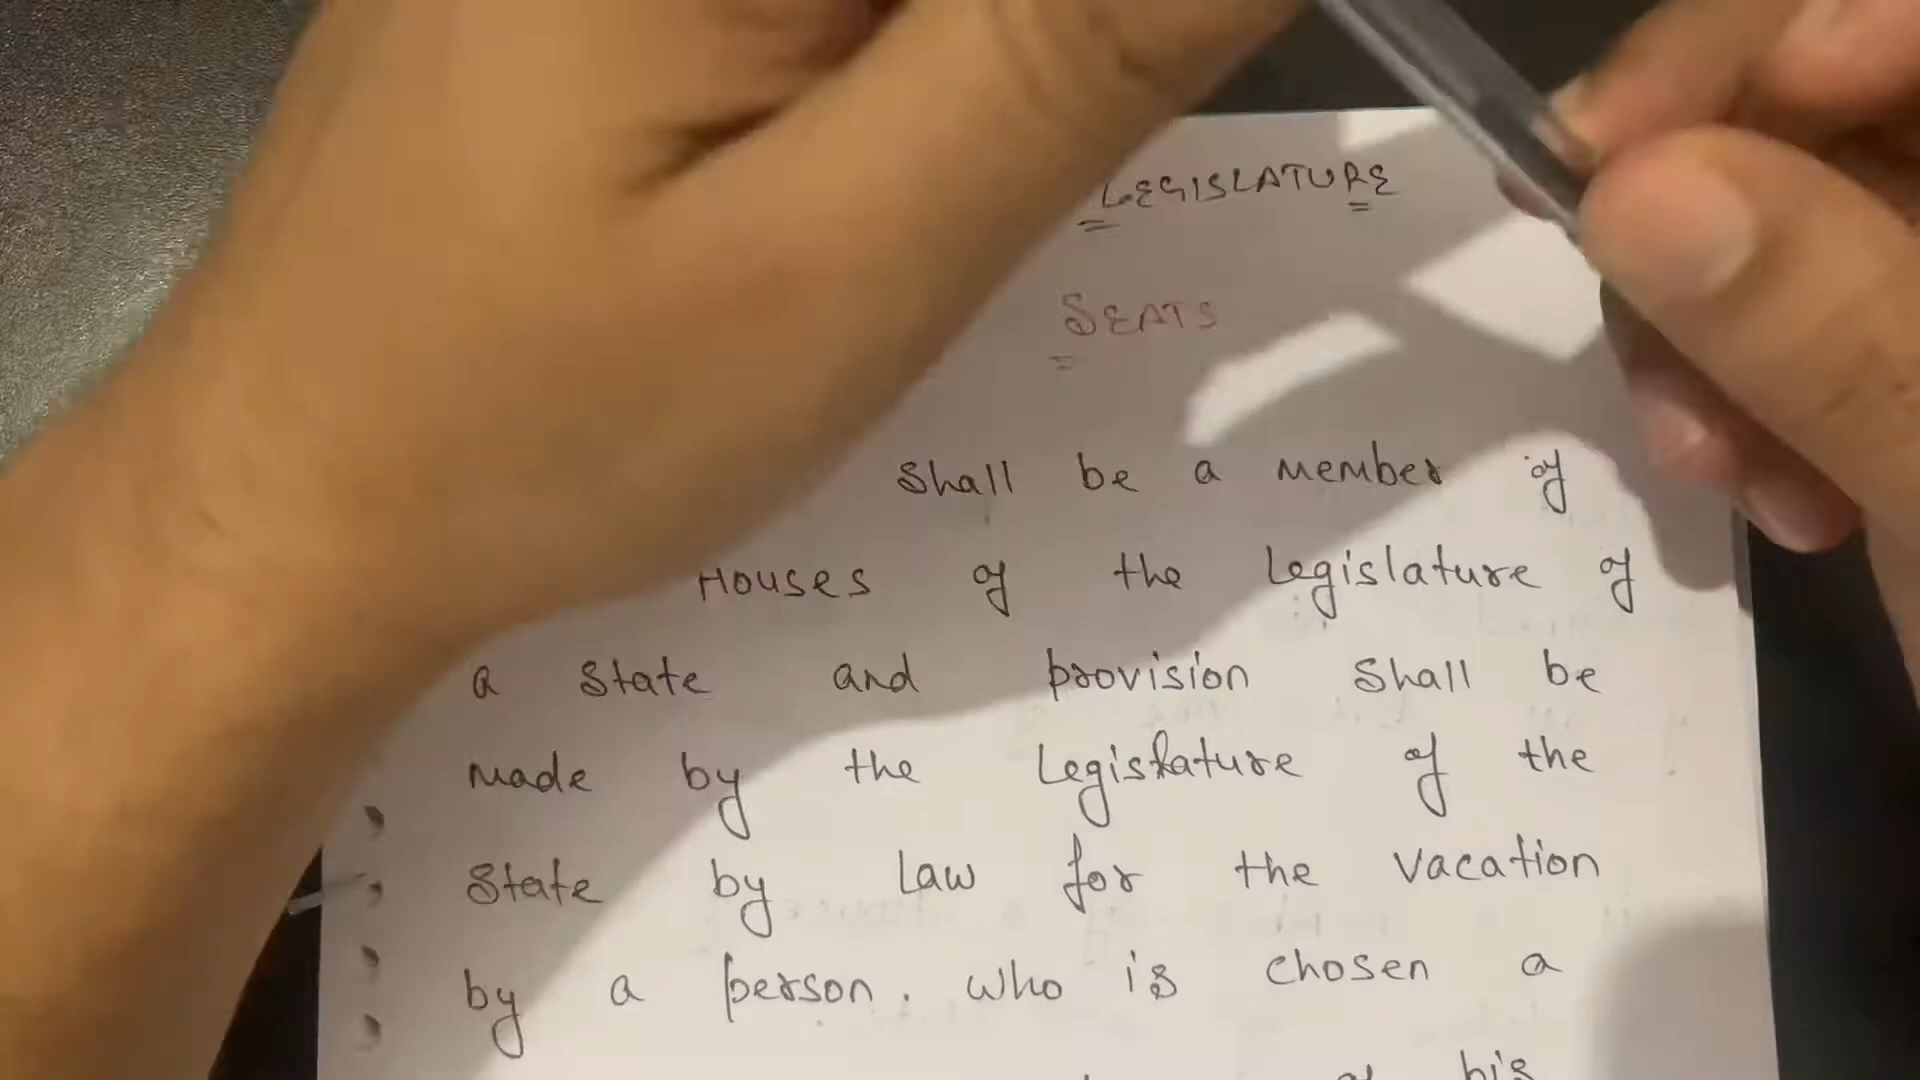 LEGISLATURE
SEATS
Shall be a member of
Houses of the Legislature of
a State and provision Shall be
made by the Legislature of the
State by Law for the vacation
by a person. who is chosen a
his